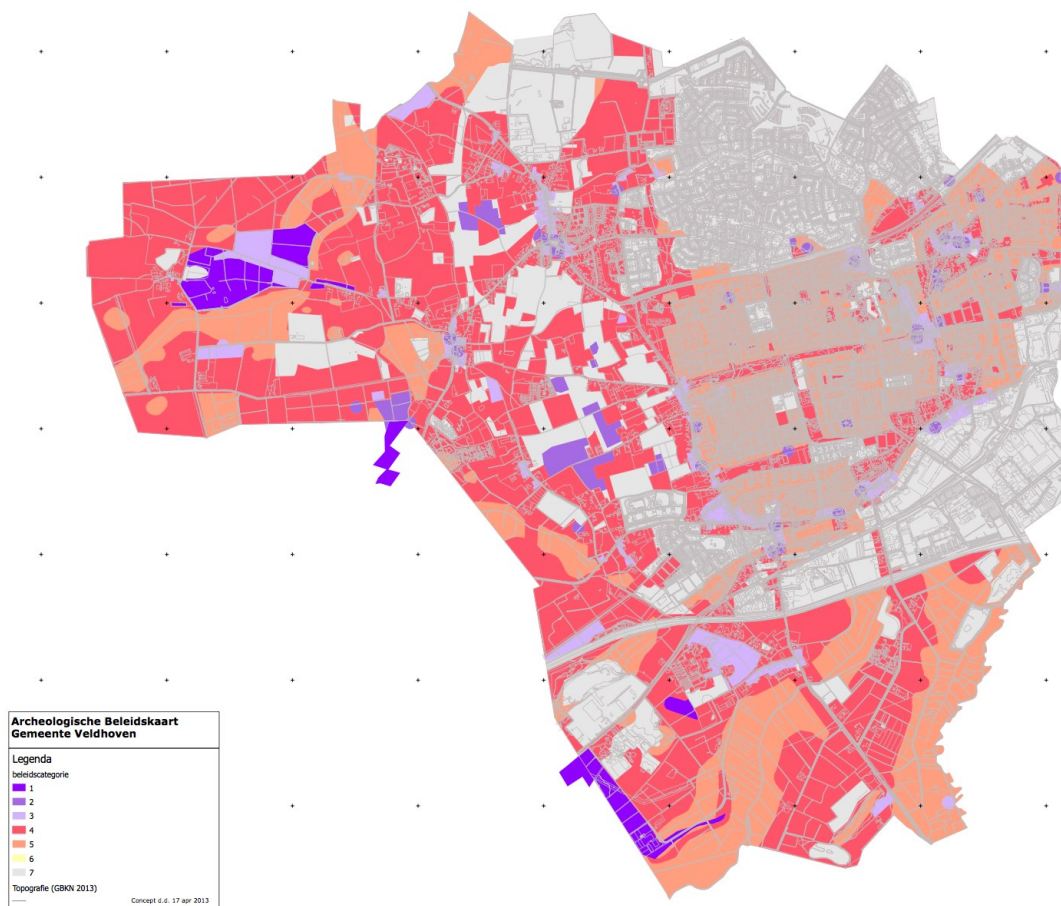 Archeologische Beleidskaart
Gemeente Veldhoven
Legenda
beleidscategorie
1
2
3
4
5
6
7
Topografie (GBKN 2013)
Concept d.d. 17 apr 2013